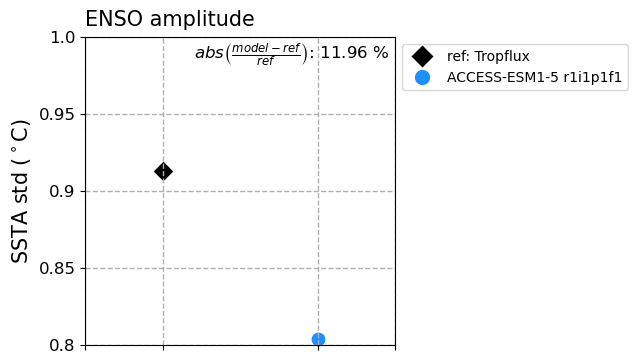 ENSO amplitude
abs(model-ref/ref): 11.96 %
1.0
0.95
0.9
0.85
0.8
SSTA std (°C)
ref: Tropflux
ACCESS-ESM1-5 r1i1p1f1